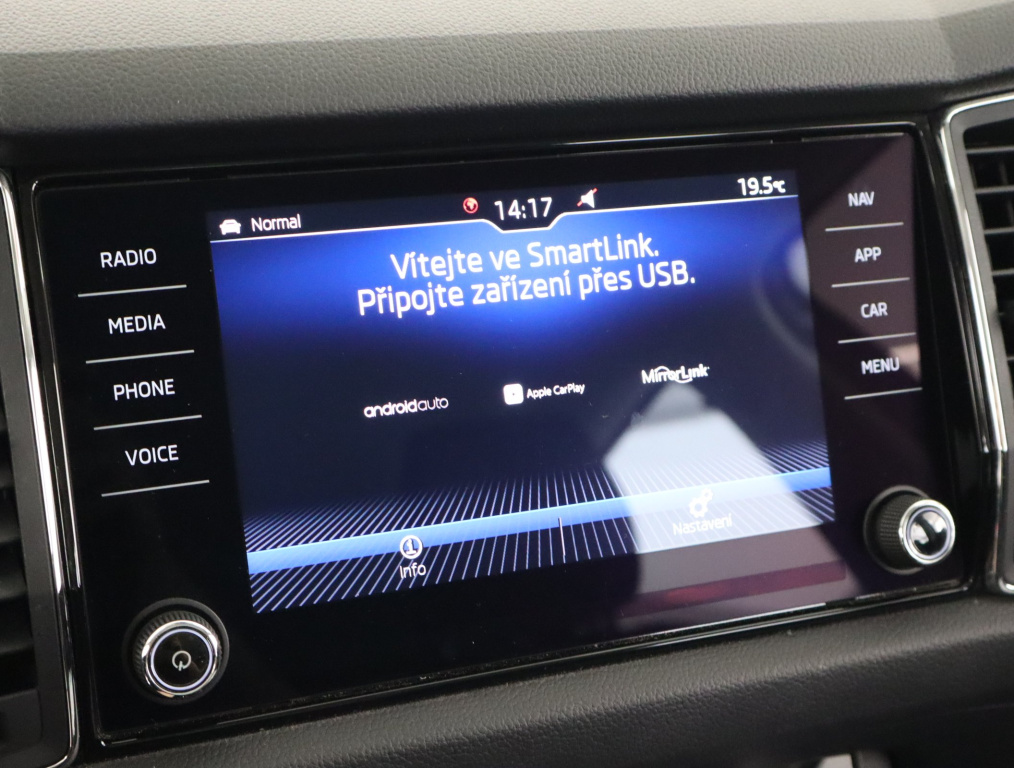 Normal 14:17 19.5°C
Vítejte ve SmartLink.
Připojte zařízení přes USB.
androidauto Apple CarPlay MirrorLink
Info Nastavení
RADIO
MEDIA
PHONE
VOICE
NAV
APP
CAR
MENU